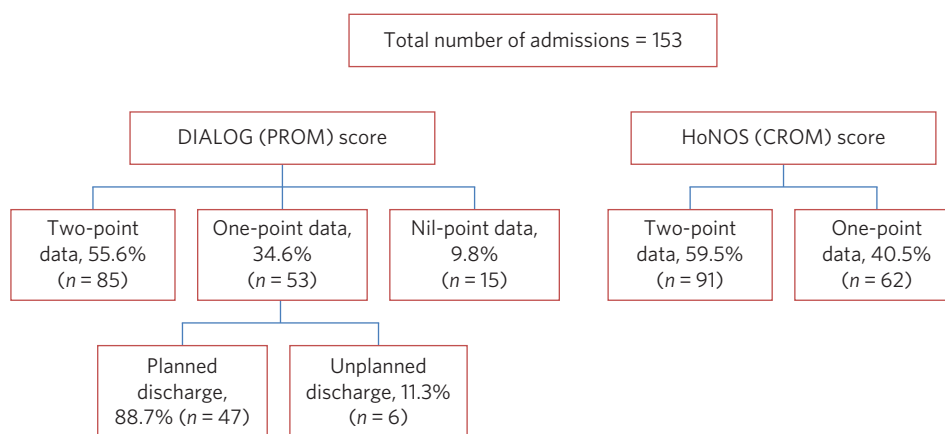 Total number of admissions = 153
DIALOG (PROM) score
HoNOS (CROM) score
Two-point
data, 55.6%
(n = 85)
One-point data,
34.6%
(n = 53)
Nil-point data,
9.8%
(n = 15)
Two-point
data, 59.5%
(n = 91)
One-point
data, 40.5%
(n = 62)
Planned
discharge,
88.7% (n = 47)
Unplanned
discharge, 11.3%
(n = 6)